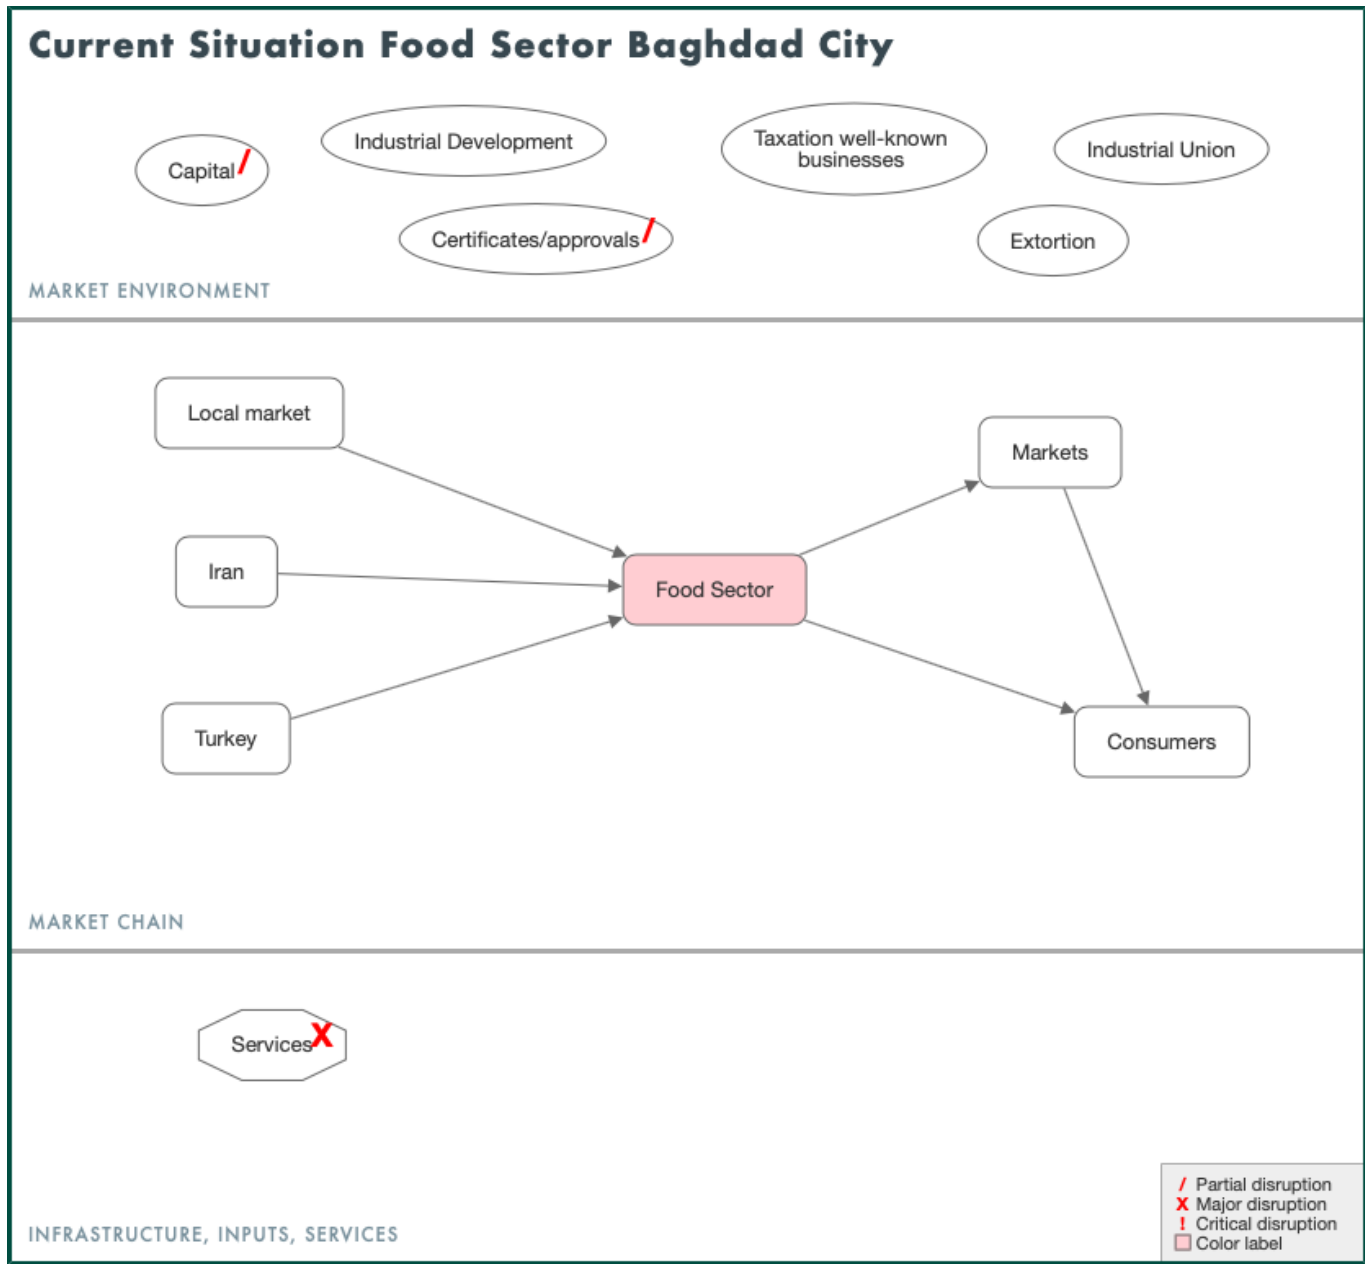 Current Situation Food Sector Baghdad City
Capital /
Industrial Development
Taxation well-known
businesses
Industrial Union
Certificates/approvals /
Extortion
MARKET ENVIRONMENT
Local market
Markets
Iran
Food Sector
Turkey
Consumers
MARKET CHAIN
Services X
/ Partial disruption
X Major disruption
! Critical disruption
Color label
INFRASTRUCTURE, INPUTS, SERVICES